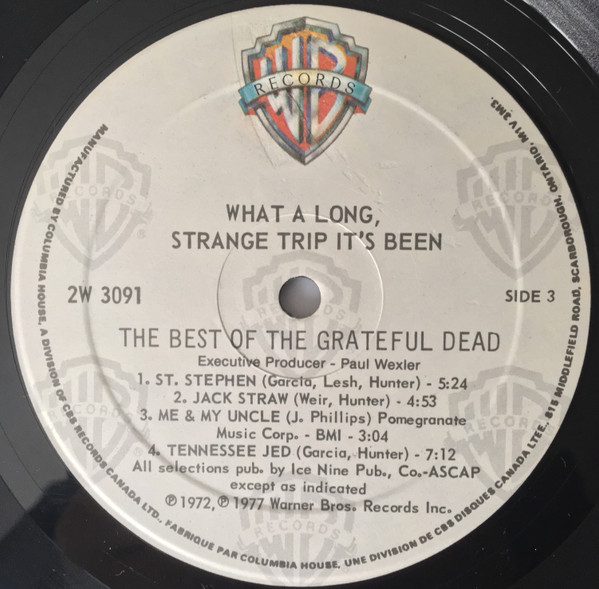 WB
RECORDS
WHAT A LONG,
STRANGE TRIP IT'S BEEN
2W 3091
SIDE 3
THE BEST OF THE GRATEFUL DEAD
Executive Producer - Paul Wexler
1. ST. STEPHEN (Garcia, Lesh, Hunter) - 5:24
2. JACK STRAW (Weir, Hunter) - 4:53
3. ME & MY UNCLE (J. Phillips) Pomegranate
Music Corp. - BMI - 3:04
4. TENNESSEE JED (Garcia, Hunter) - 7:12
All selections pub. by Ice Nine Pub., Co.-ASCAP
except as indicated
℗ 1972, ℗ 1977 Warner Bros. Records Inc.
MANUFACTURED BY COLUMBIA HOUSE, A DIVISION OF CBS RECORDS CANADA LTD., FABRIQUE PAR COLUMBIA HOUSE, UNE DIVISION DE CBS DISQUES CANADA LTEE., 815 MIDDLEFIELD ROAD, SCARBOROUGH, ONTARIO, M1V 3M3.